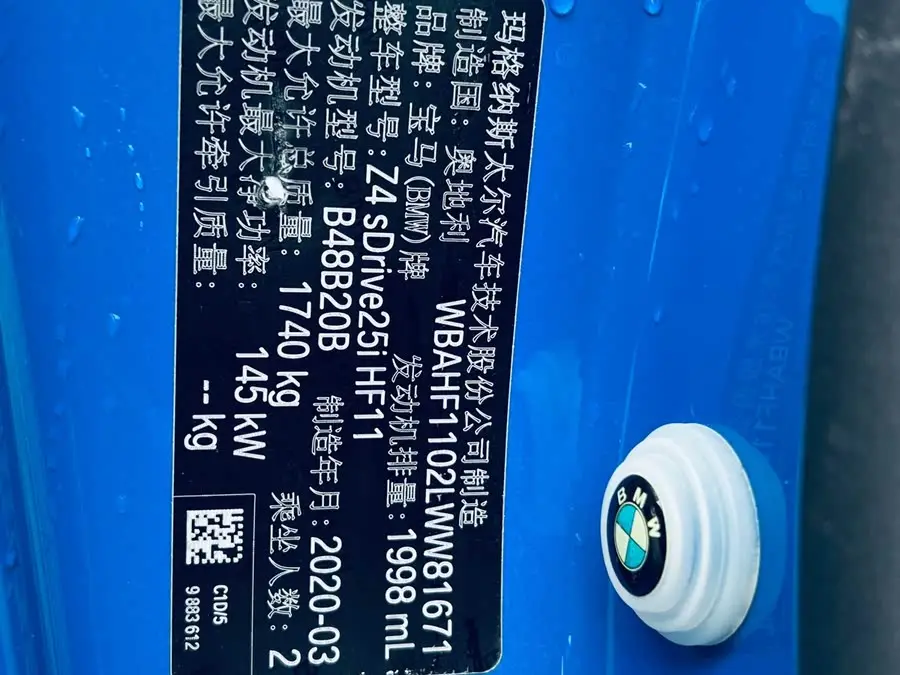 玛格纳斯太尔汽车技术股份公司制造
制造国: 奥地利 WBAHF1102LWW81671
品牌: 宝马(BMW)牌
整车型号: Z4 sDrive25i HF11 发动机排量: 1998 mL
发动机型号: B48B20B 制造年月: 2020-03
最大允许总质量: 1740 kg 乘坐人数: 2
发动机最大净功率: 145 kW
最大允许牵引质量: -- kg
C1D/5
9 883 612
BMW